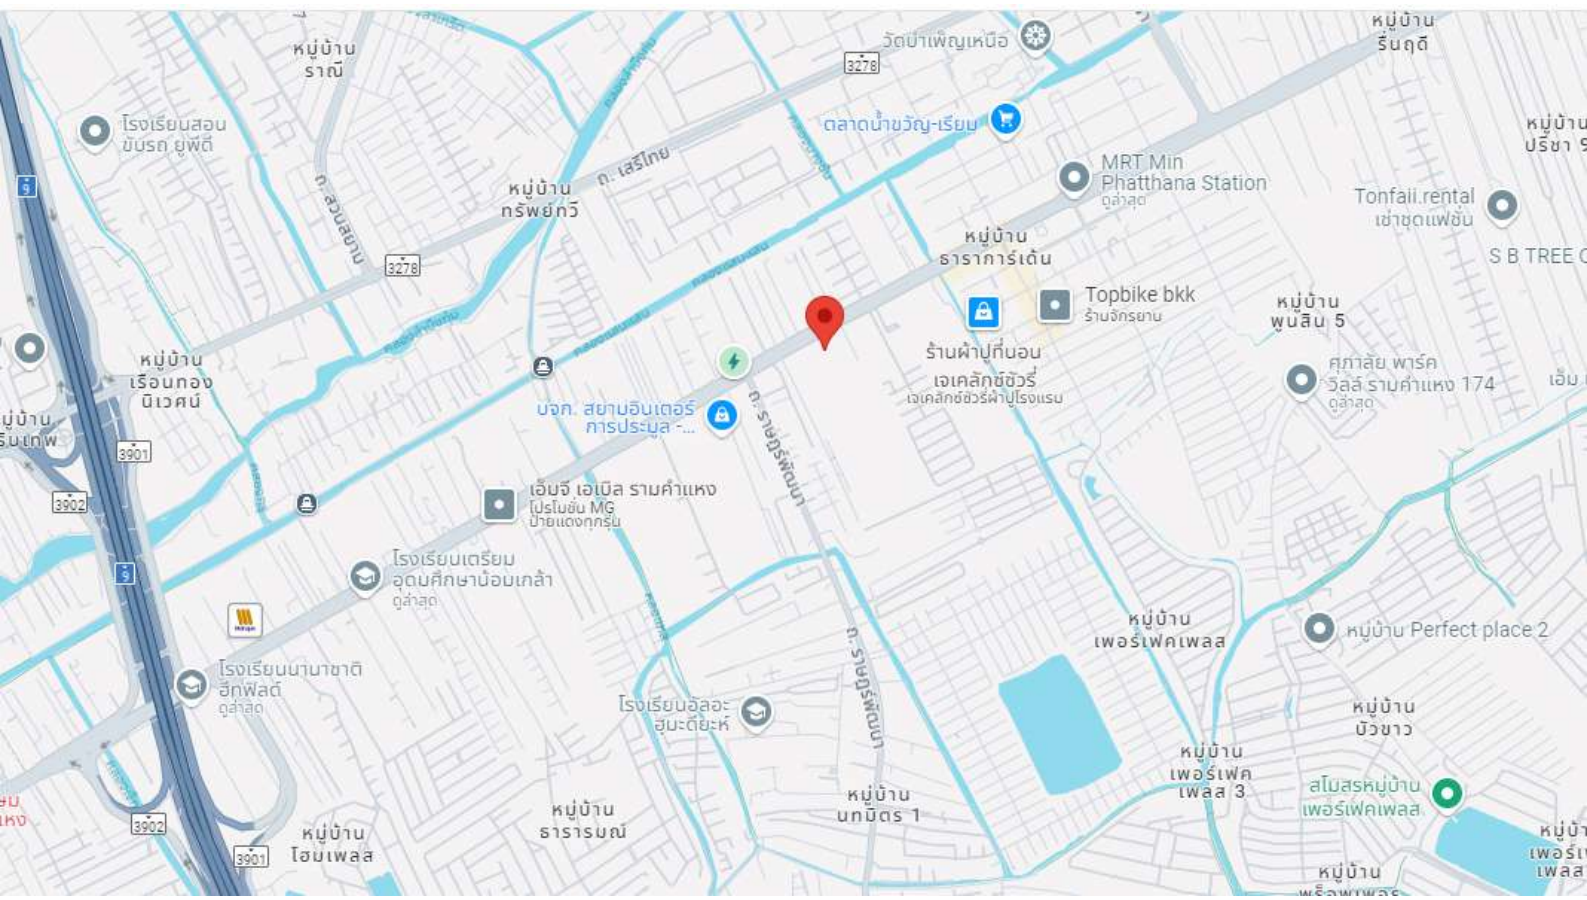 หมู่บ้าน
ราณี
โรงเรียนสอน
ขับรถ ยูพีดี
9
ถ. สวนสยาม
3278
หมู่บ้าน
ทรัพย์ทวี
ถ. เสรีไทย
3278
วัดบำเพ็ญเหนือ
ตลาดน้ำขวัญ-เรียม
หมู่บ้าน
รื่นฤดี
MRT Min
Phatthana Station
ดูล่าสุด
Tonfaii.rental
เช่าชุดแฟชั่น
S B TREE
หมู่บ้าน
ธาราการ์เด้น
Topbike bkk
ร้านจักรยาน
หมู่บ้าน
พูนสิน 5
ร้านผ้าปูที่นอน
เจเคลักซ์ชัวรี่
เจเคลักซ์ชัวรี่ผ้าปูโรงแรม
ศุภาลัย พาร์ค
วิลล์ รามคำแหง 174
ดูล่าสุด
คลองแสนแสบ
คลองแสนแสบ
หมู่บ้าน
เรือนทอง
นิเวศน์
3901
3902
บจก. สยามอินเตอร์
การประมูล -...
ถ. ราษฎร์พัฒนา
เอ็มจี เอเบิล รามคำแหง
โปรโมชั่น MG
ป้ายแดงทุกรุ่น
โรงเรียนเตรียม
อุดมศึกษาน้อมเกล้า
ดูล่าสุด
9
โรงเรียนนานาชาติ
ฮีทฟิลด์
ดูล่าสุด
โรงเรียนอัลอะ
ฮฺมะดียะห์
ถ. ราษฎร์พัฒนา
หมู่บ้าน
เพอร์เฟคเพลส
หมู่บ้าน Perfect place 2
หมู่บ้าน
บัวขาว
หมู่บ้าน
เพอร์เฟค
เพลส 3
สโมสรหมู่บ้าน
เพอร์เฟคเพลส
หมู่บ้าน
นทมิตร 1
หมู่บ้าน
ธารารมณ์
หมู่บ้าน
โฮมเพลส
3902
3901
หมู่บ้าน